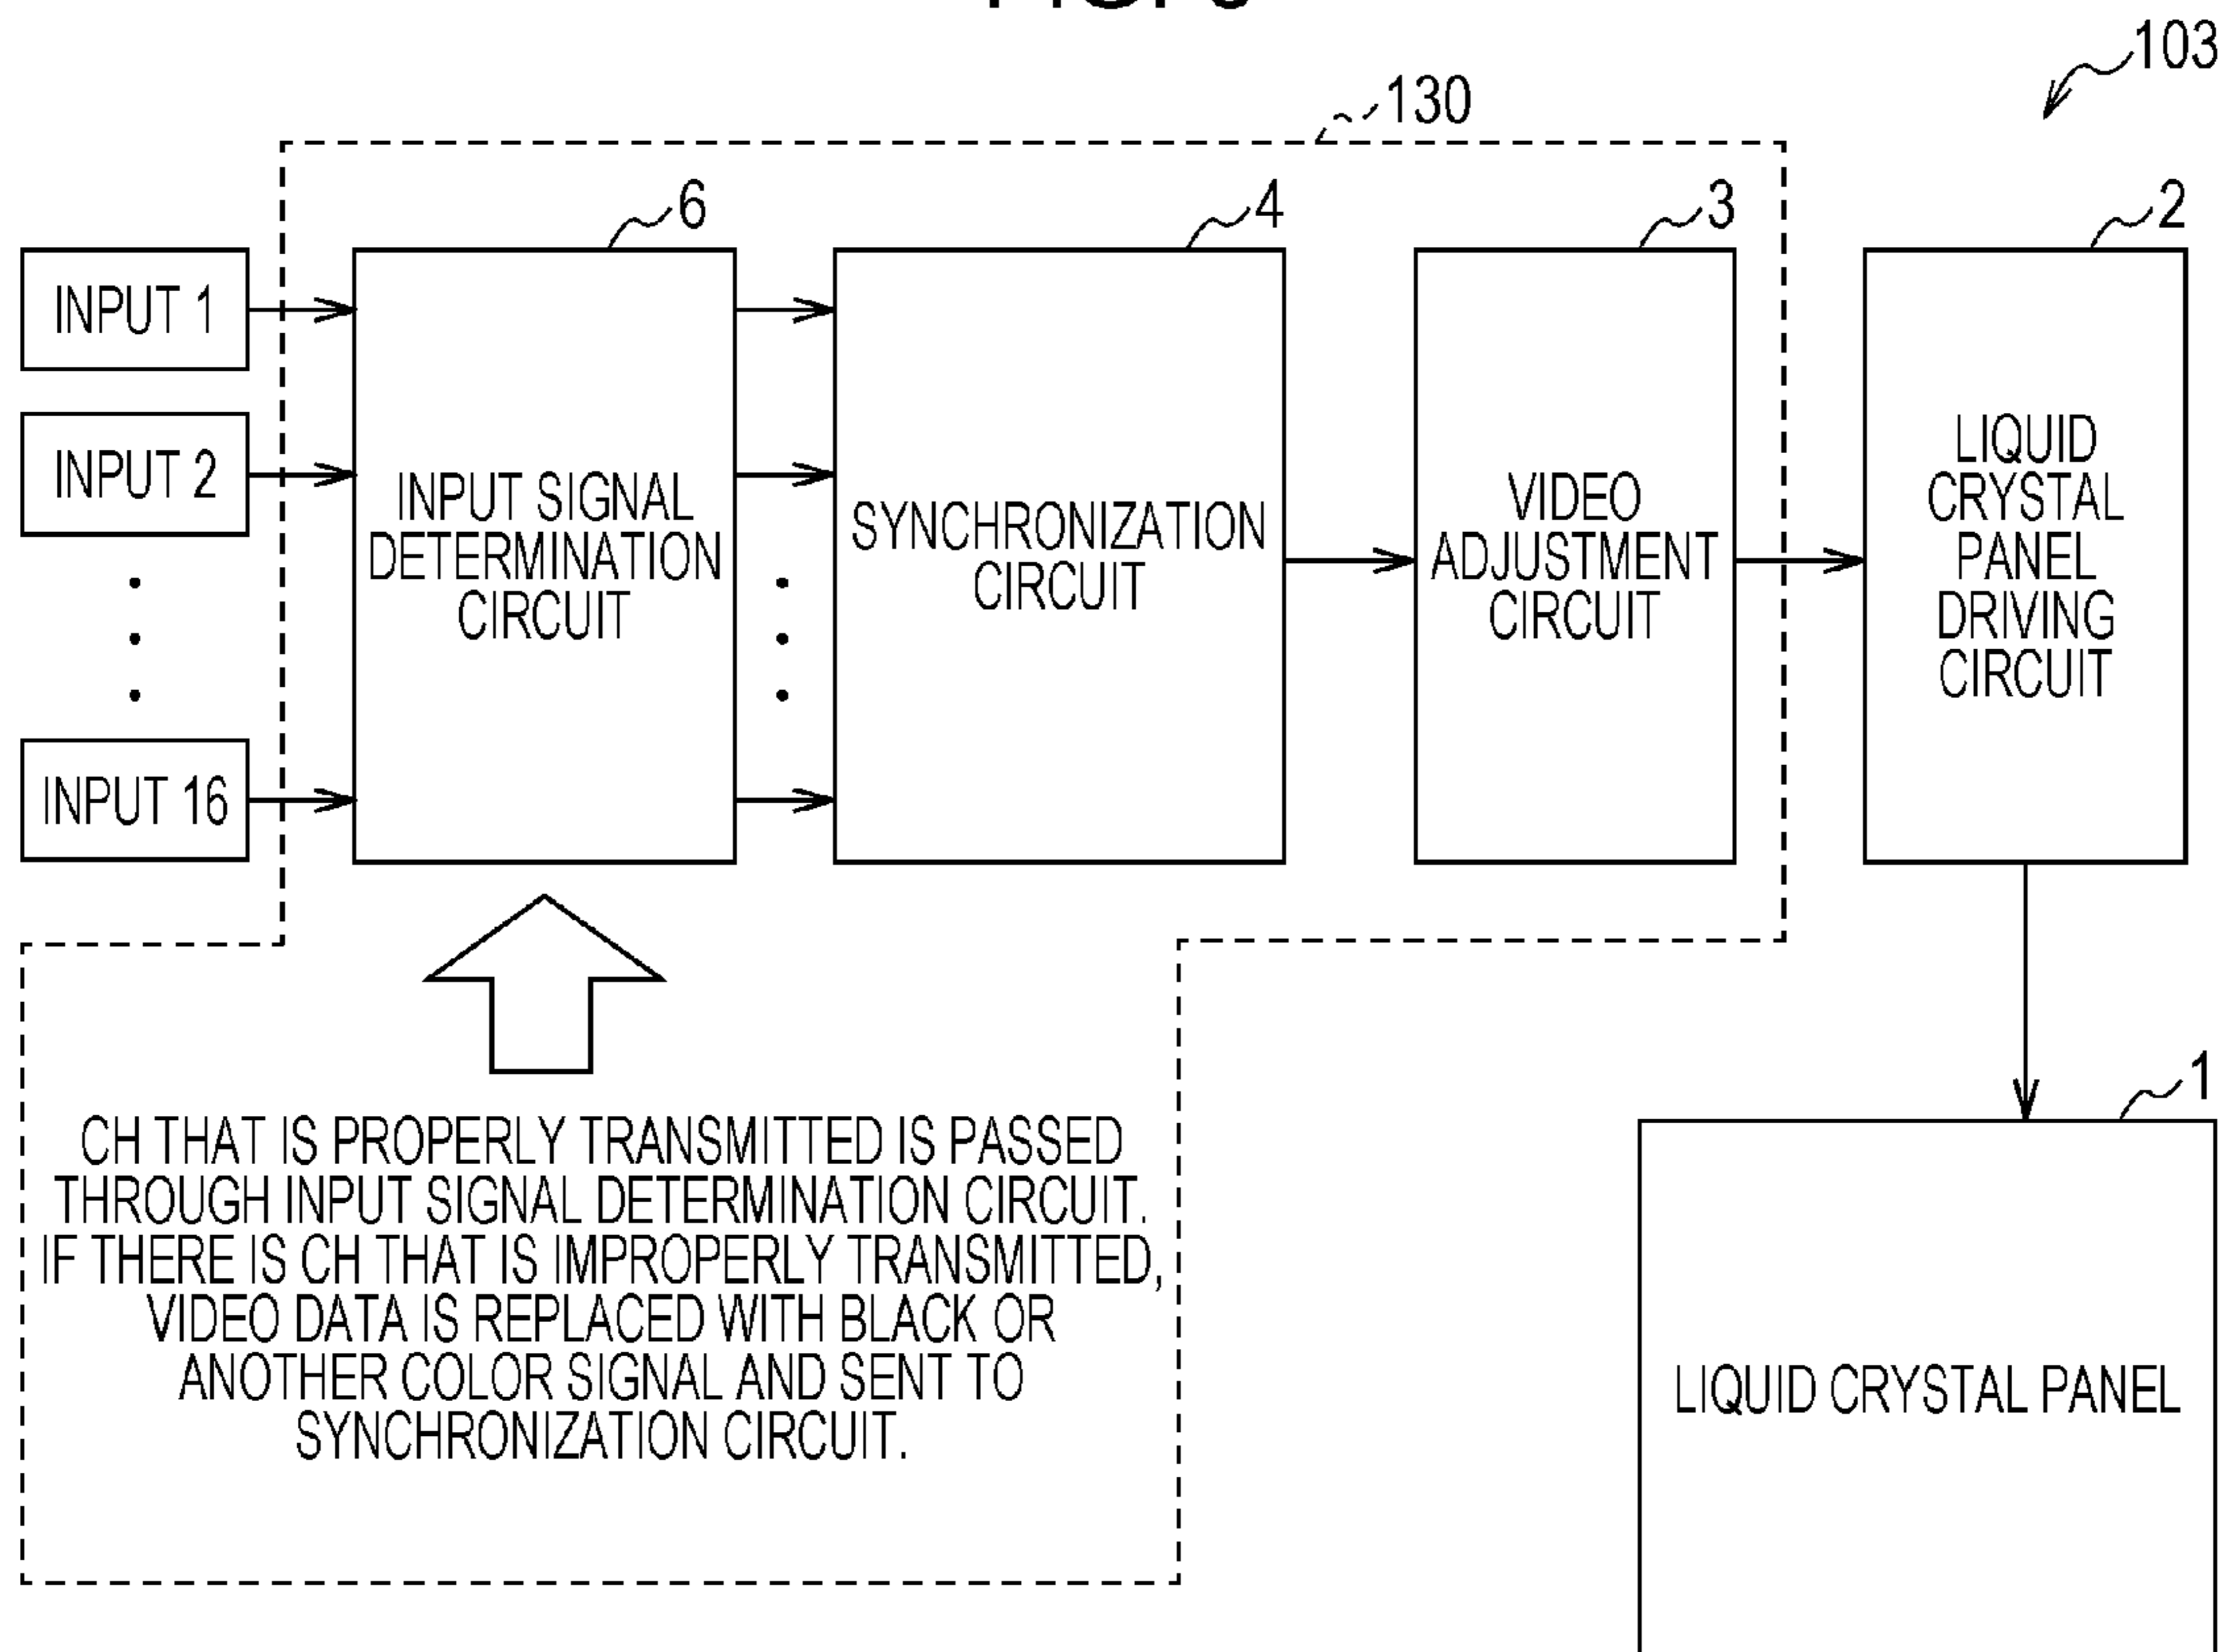 103
130
6
4
3
2
INPUT 1
INPUT 2
INPUT 16
INPUT SIGNAL
DETERMINATION
CIRCUIT
SYNCHRONIZATION
CIRCUIT
VIDEO
ADJUSTMENT
CIRCUIT
LIQUID
CRYSTAL
PANEL
DRIVING
CIRCUIT
1
CH THAT IS PROPERLY TRANSMITTED IS PASSED
THROUGH INPUT SIGNAL DETERMINATION CIRCUIT.
IF THERE IS CH THAT IS IMPROPERLY TRANSMITTED,
VIDEO DATA IS REPLACED WITH BLACK OR
ANOTHER COLOR SIGNAL AND SENT TO
SYNCHRONIZATION CIRCUIT.
LIQUID CRYSTAL PANEL